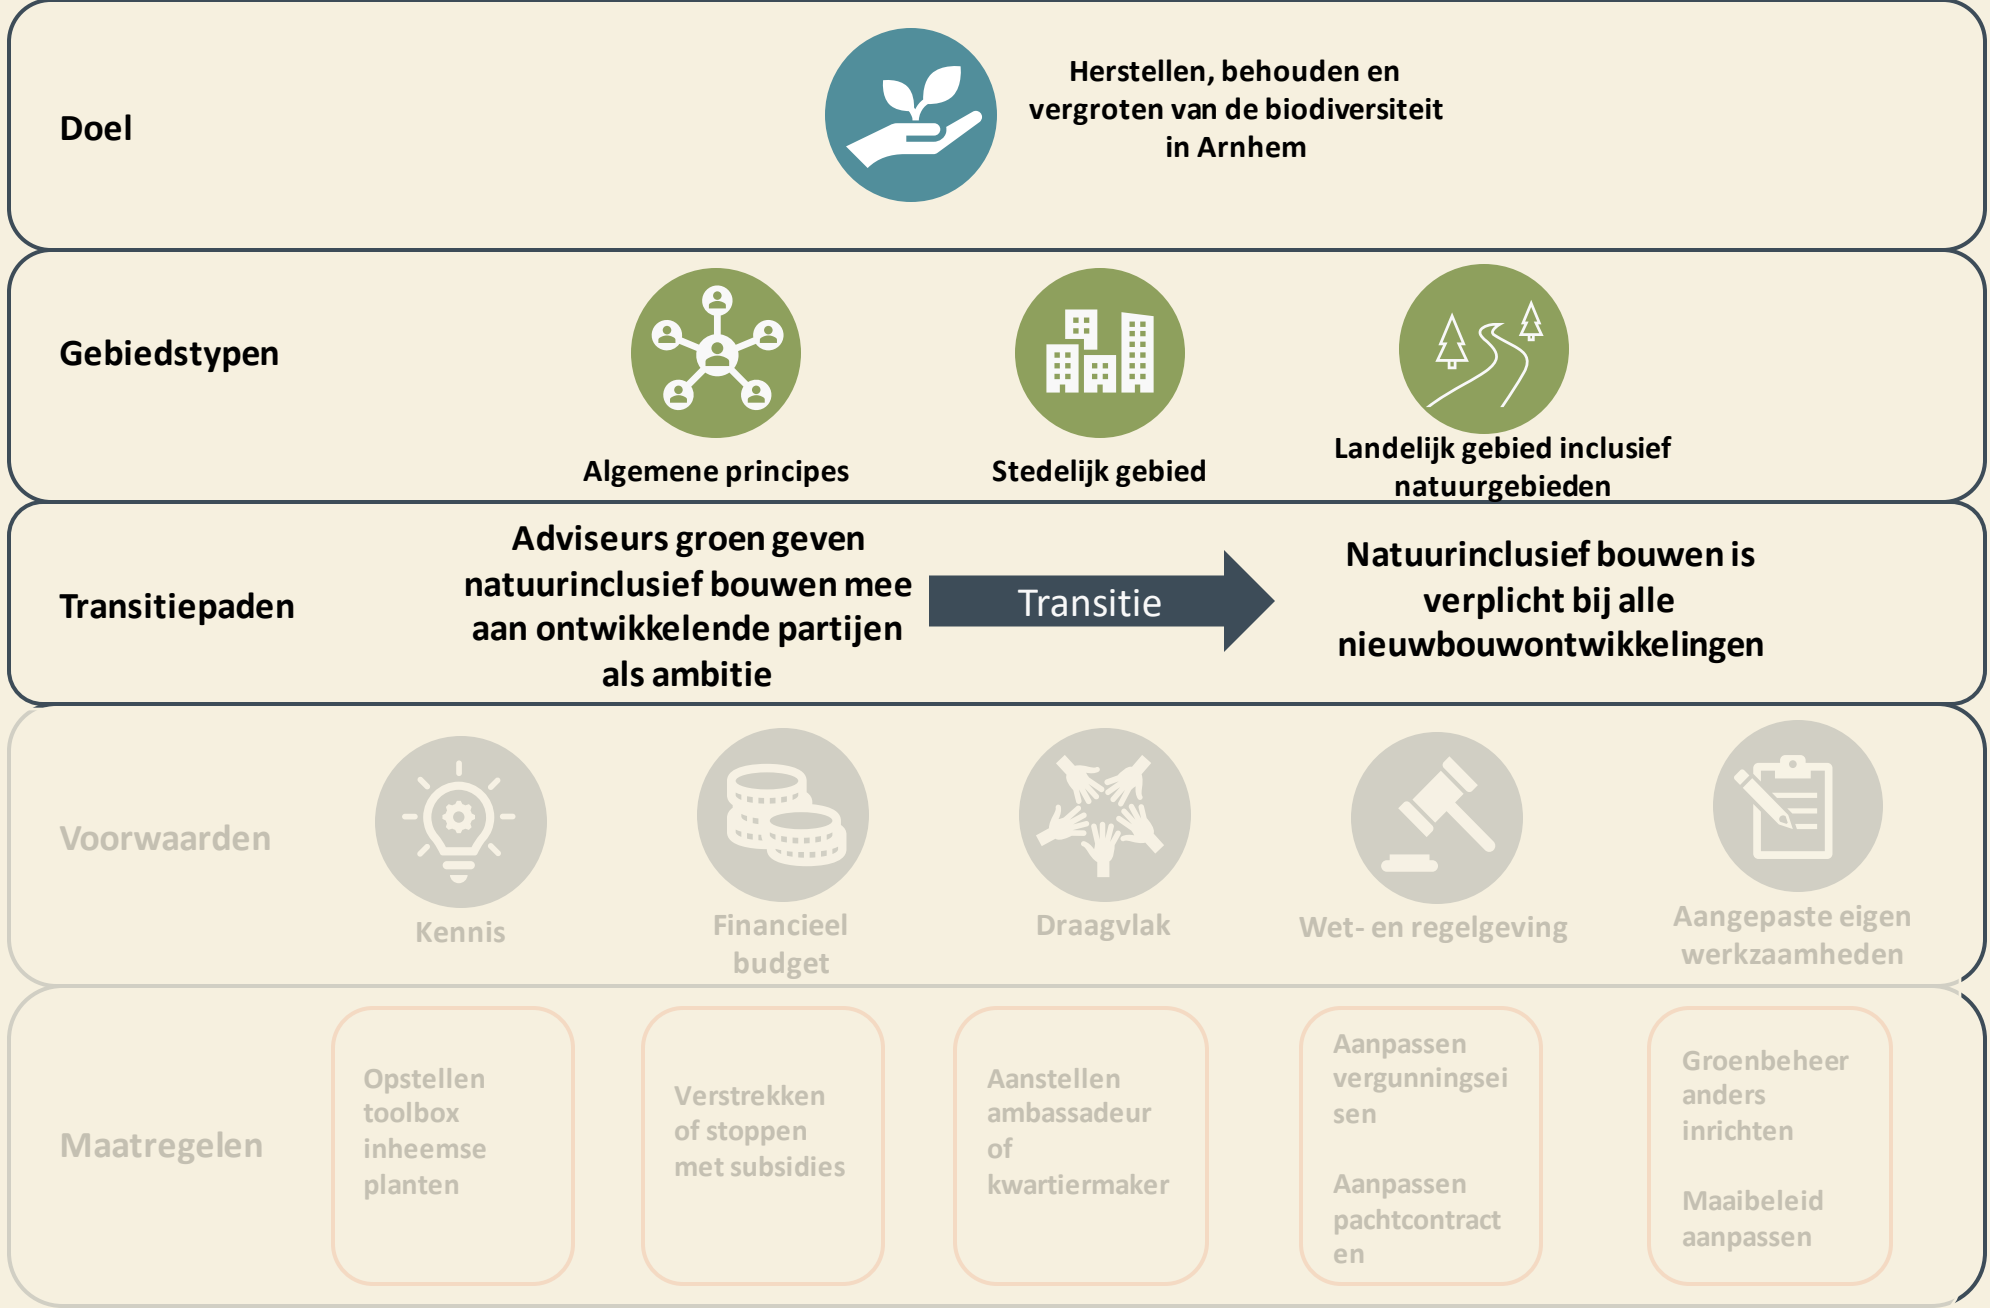 Doel
Herstellen, behouden en
vergroten van de biodiversiteit
in Arnhem
Gebiedstypen
Algemene principes
Stedelijk gebied
Landelijk gebied inclusief
natuurgebieden
Transitiepaden
Adviseurs groen geven
natuurinclusief bouwen mee
aan ontwikkelende partijen
als ambitie
Transitie
Natuurinclusief bouwen is
verplicht bij alle
nieuwbouwontwikkelingen
Voorwaarden
Kennis
Financieel
budget
Draagvlak
Wet- en regelgeving
Aangepaste eigen
werkzaamheden
Maatregelen
Opstellen
toolbox
inheemse
planten
Verstrekken
of stoppen
met subsidies
Aanstellen
ambassadeur
of
kwartiermaker
Aanpassen
vergunningsei
sen
Aanpassen
pachtcontract
en
Groenbeheer
anders
inrichten
Maaibeleid
aanpassen